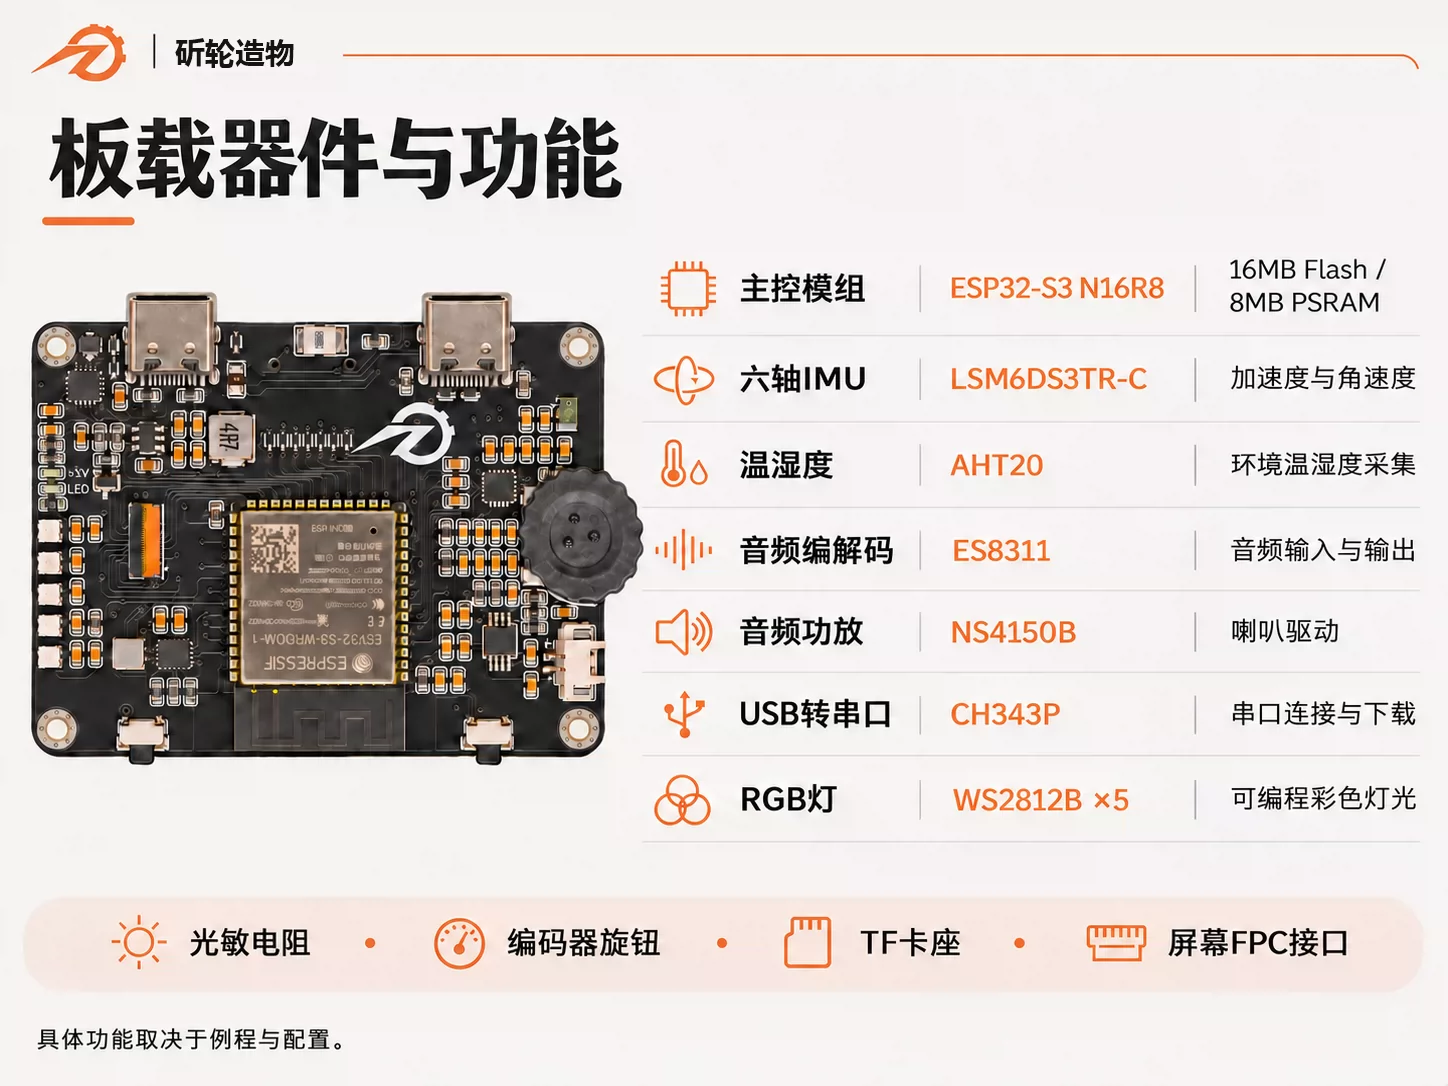 斫轮造物
板载器件与功能
主控模组 ESP32-S3 N16R8 16MB Flash / 8MB PSRAM
六轴IMU LSM6DS3TR-C 加速度与角速度
温湿度 AHT20 环境温湿度采集
音频编解码 ES8311 音频输入与输出
音频功放 NS4150B 喇叭驱动
USB转串口 CH343P 串口连接与下载
RGB灯 WS2812B ×5 可编程彩色灯光
4R7
LED
ESPRESSIF
光敏电阻 • 编码器旋钮 • TF卡座 • 屏幕FPC接口
具体功能取决于例程与配置。